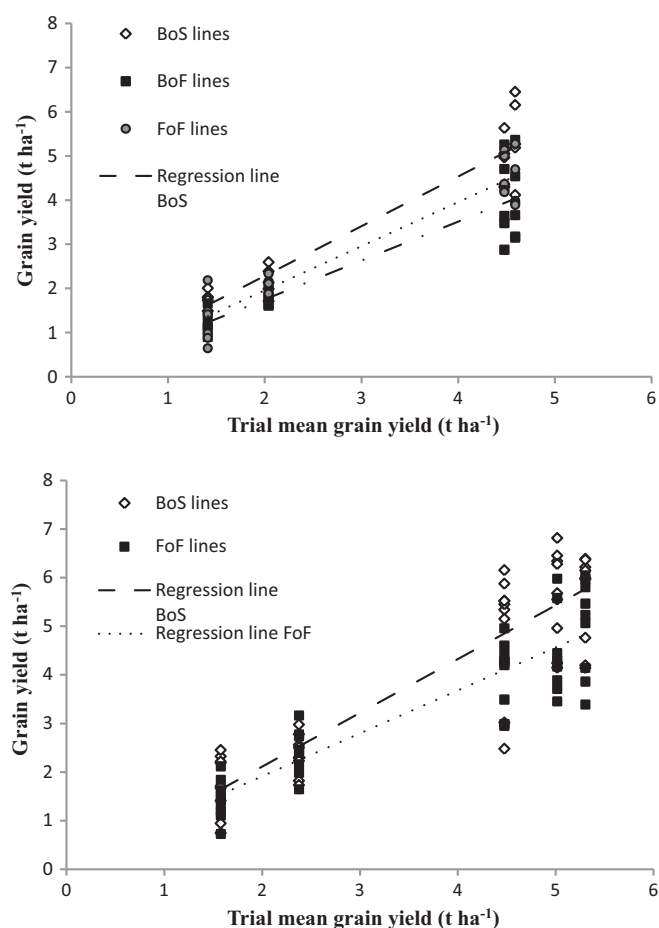 8
7
6
5
4
3
2
1
0
Grain yield (t ha⁻¹)
BoS lines
BoF lines
FoF lines
Regression line
BoS
0 1 2 3 4 5 6
Trial mean grain yield (t ha⁻¹)
8
7
6
5
4
3
2
1
0
Grain yield (t ha⁻¹)
BoS lines
FoF lines
Regression line
BoS
Regression line FoF
0 1 2 3 4 5 6
Trial mean grain yield (t ha⁻¹)